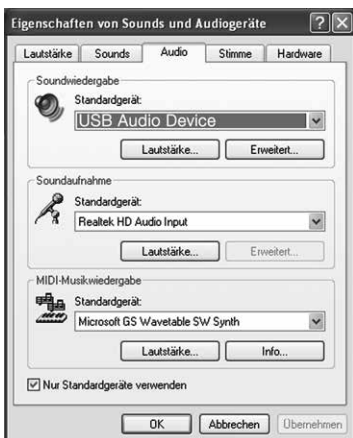 Eigenschaften von Sounds und Audiogeräte
Lautstärke Sounds Audio Stimme Hardware
Soundwiedergabe
Standardgerät:
USB Audio Device
Lautstärke... Erweitert...
Soundaufnahme
Standardgerät:
Realtek HD Audio Input
Lautstärke... Erweitert...
MIDI-Musikwiedergabe
Standardgerät:
Microsoft GS Wavetable SW Synth
Lautstärke... Info...
Nur Standardgeräte verwenden
OK Abbrechen Übernehmen